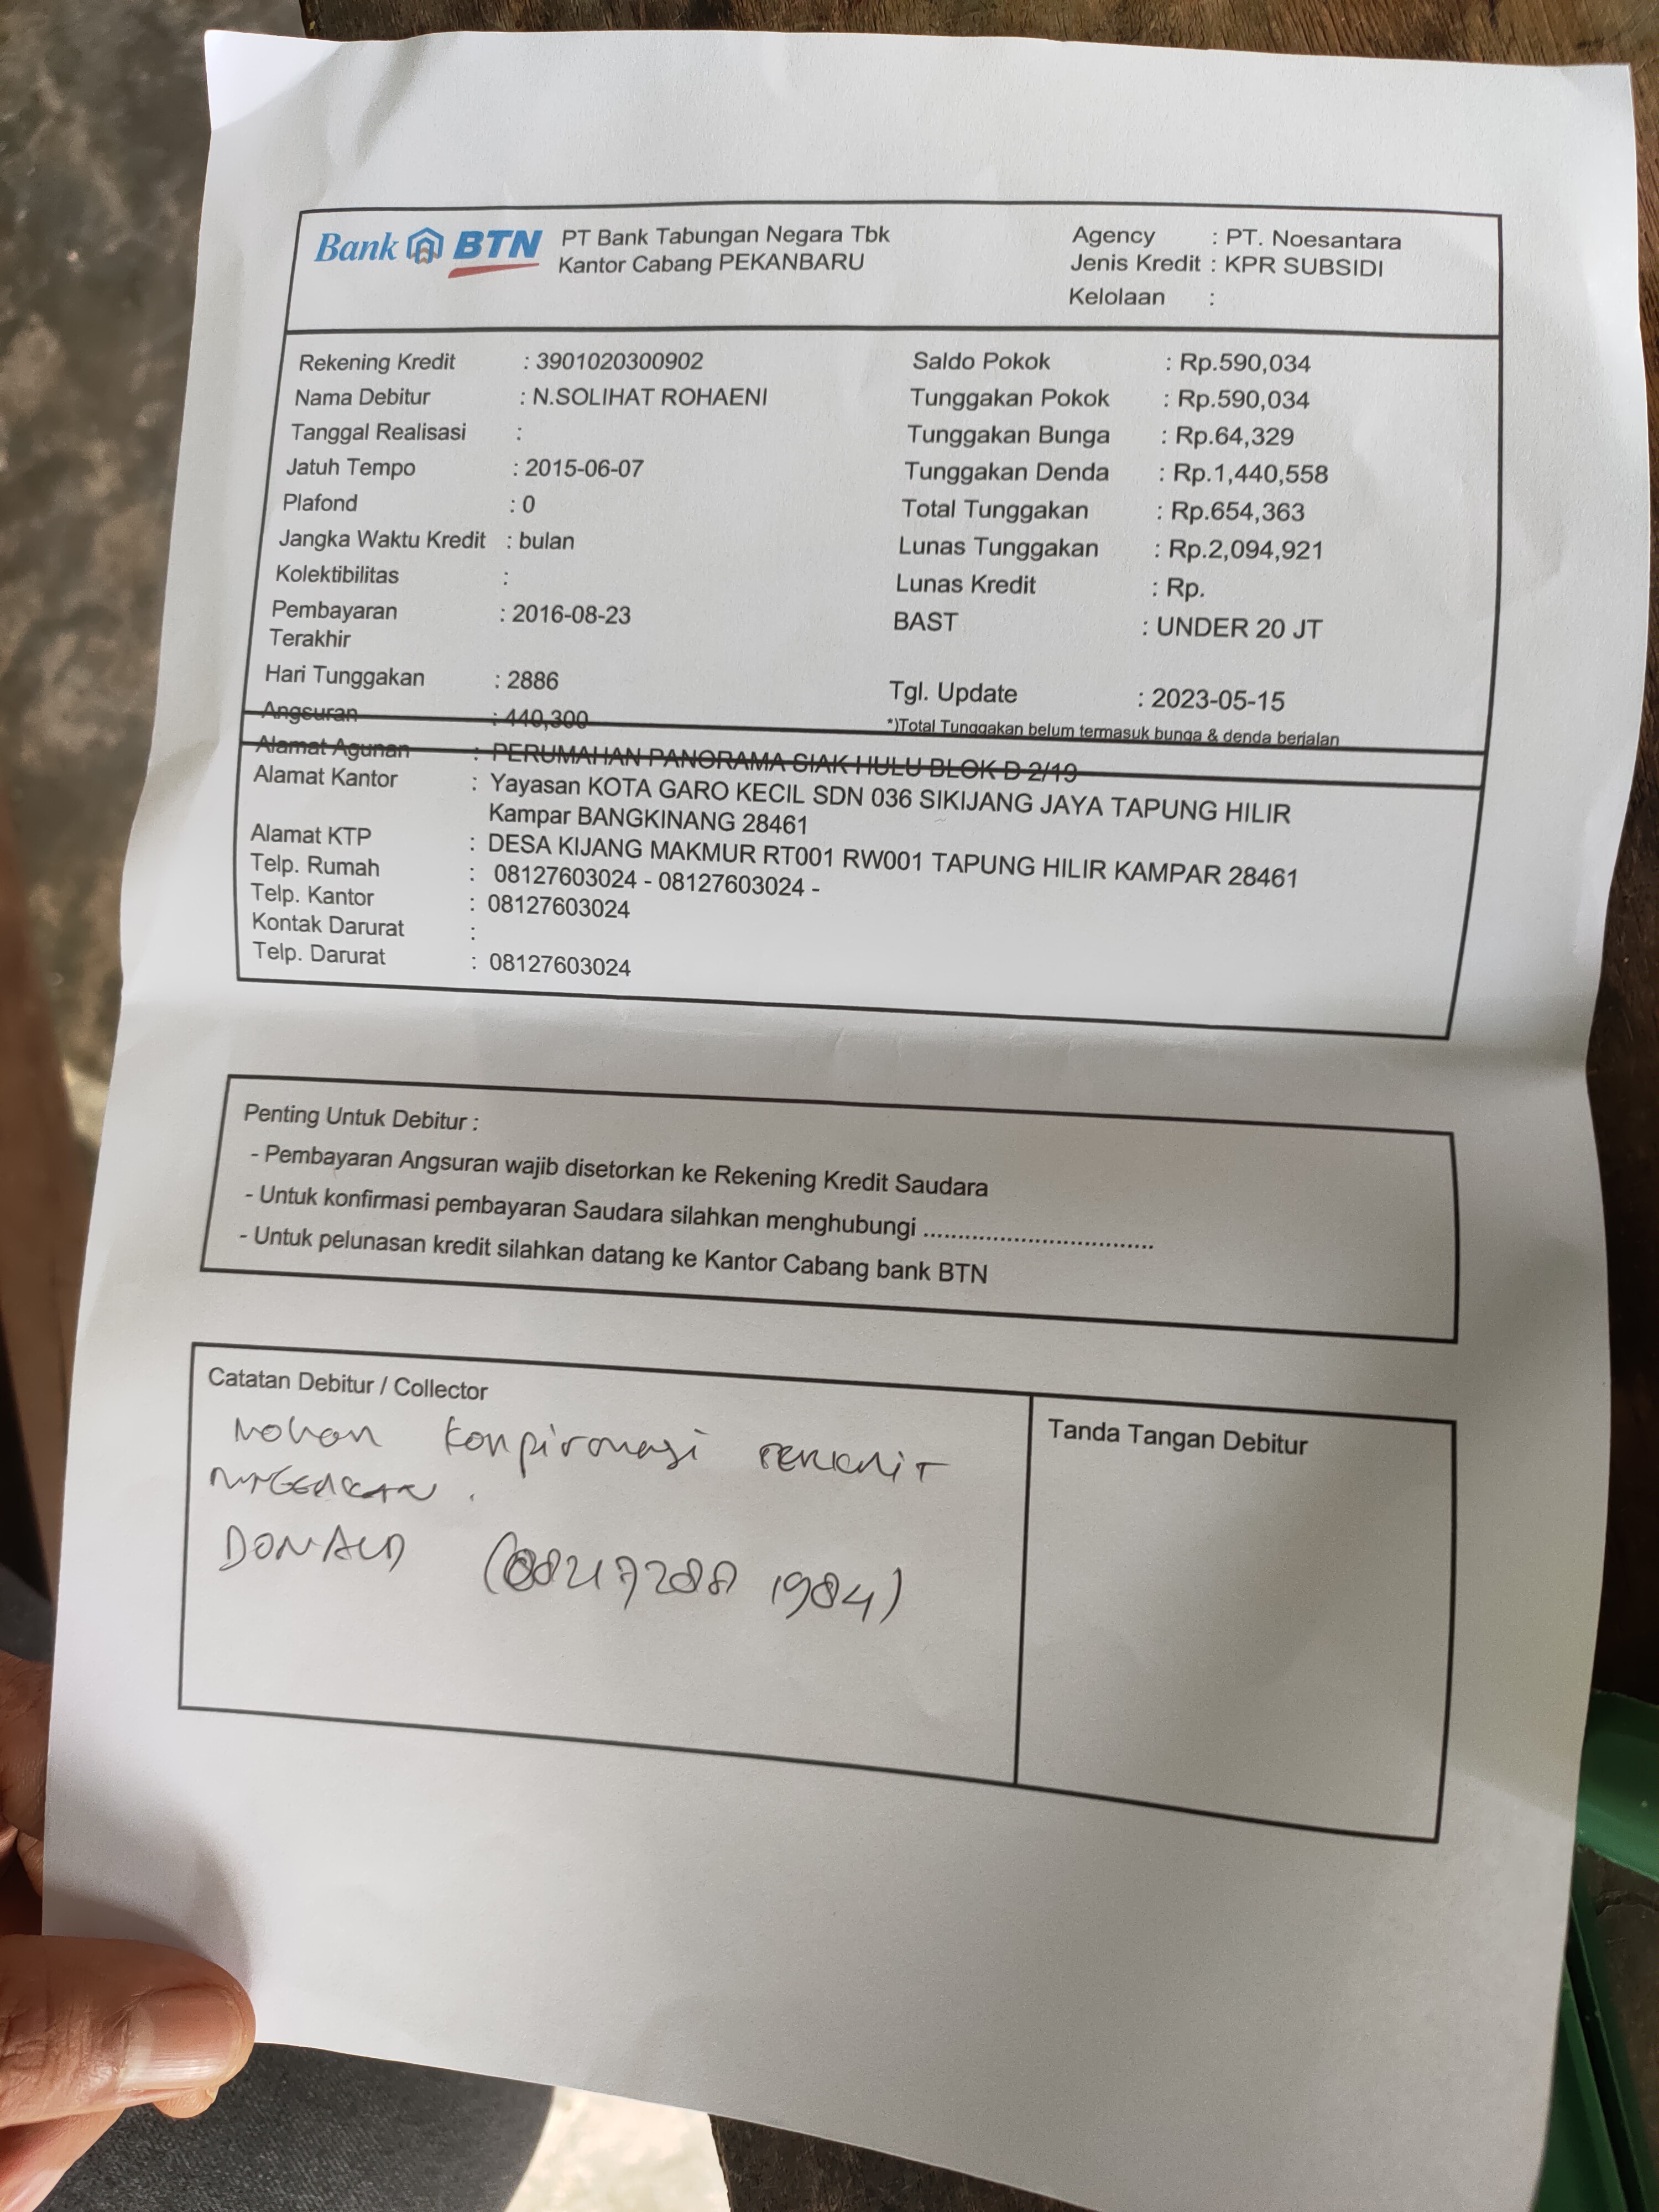 Bank BTN
PT Bank Tabungan Negara Tbk
Kantor Cabang PEKANBARU
Agency : PT. Noesantara
Jenis Kredit : KPR SUBSIDI
Kelolaan :
Rekening Kredit : 3901020300902
Nama Debitur : N.SOLIHAT ROHAENI
Tanggal Realisasi :
Jatuh Tempo : 2015-06-07
Plafond : 0
Jangka Waktu Kredit : bulan
Kolektibilitas :
Pembayaran : 2016-08-23
Terakhir
Hari Tunggakan : 2886
Angsuran : 440,300
Saldo Pokok : Rp.590,034
Tunggakan Pokok : Rp.590,034
Tunggakan Bunga : Rp.64,329
Tunggakan Denda : Rp.1,440,558
Total Tunggakan : Rp.654,363
Lunas Tunggakan : Rp.2,094,921
Lunas Kredit : Rp.
BAST : UNDER 20 JT
Tgl. Update : 2023-05-15
*)Total Tunggakan belum termasuk bunga & denda berjalan
Alamat Agunan : PERUMAHAN PANORAMA SIAK HULU BLOK D 2/19
Alamat Kantor : Yayasan KOTA GARO KECIL SDN 036 SIKIJANG JAYA TAPUNG HILIR
Kampar BANGKINANG 28461
Alamat KTP : DESA KIJANG MAKMUR RT001 RW001 TAPUNG HILIR KAMPAR 28461
Telp. Rumah : 08127603024 - 08127603024 -
Telp. Kantor : 08127603024
Kontak Darurat :
Telp. Darurat : 08127603024
Penting Untuk Debitur :
- Pembayaran Angsuran wajib disetorkan ke Rekening Kredit Saudara
- Untuk konfirmasi pembayaran Saudara silahkan menghubungi ..................................
- Untuk pelunasan kredit silahkan datang ke Kantor Cabang bank BTN
Catatan Debitur / Collector
Mohon konpirmasi TERKAIT
DONALD (08217288 1984)
Tanda Tangan Debitur